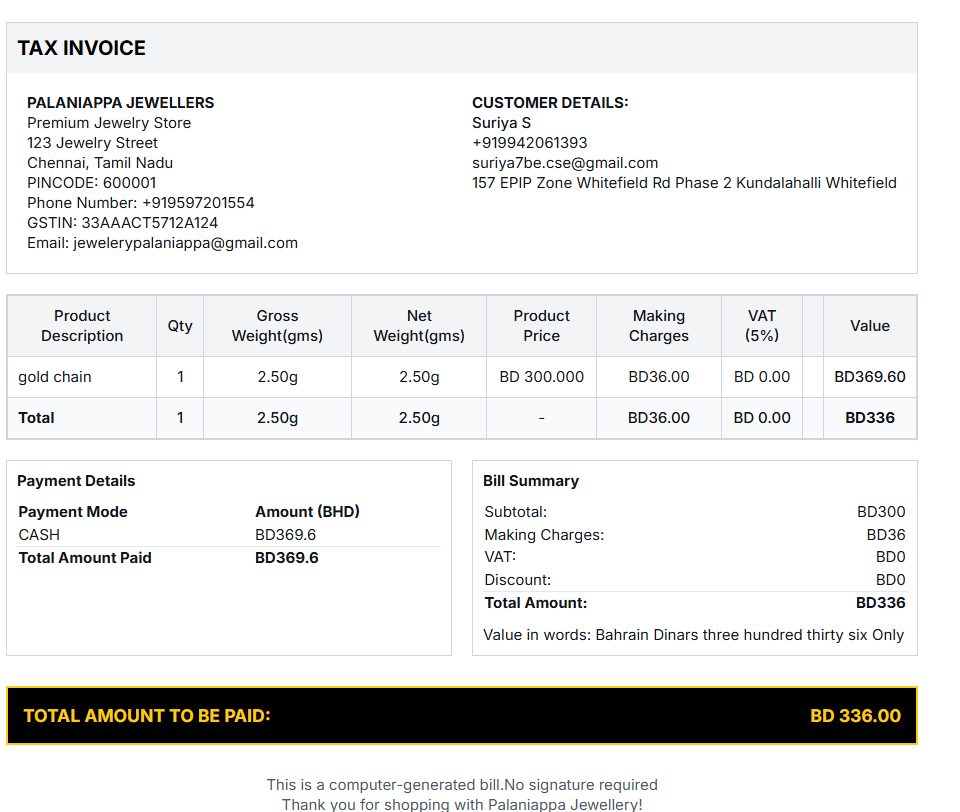 TAX INVOICE
PALANIAPPA JEWELLERS
Premium Jewelry Store
123 Jewelry Street
Chennai, Tamil Nadu
PINCODE: 600001
Phone Number: +919597201554
GSTIN: 33AAACT5712A124
Email: jewelerypalaniappa@gmail.com
CUSTOMER DETAILS:
Suriya S
+919942061393
suriya7be.cse@gmail.com
157 EPIP Zone Whitefield Rd Phase 2 Kundalahalli Whitefield
Product Description Qty Gross Weight(gms) Net Weight(gms) Product Price Making Charges VAT (5%) Value
gold chain 1 2.50g 2.50g BD 300.000 BD36.00 BD 0.00 BD369.60
Total 1 2.50g 2.50g - BD36.00 BD 0.00 BD336
Payment Details
Payment Mode Amount (BHD)
CASH BD369.6
Total Amount Paid BD369.6
Bill Summary
Subtotal: BD300
Making Charges: BD36
VAT: BD0
Discount: BD0
Total Amount: BD336
Value in words: Bahrain Dinars three hundred thirty six Only
TOTAL AMOUNT TO BE PAID: BD 336.00
This is a computer-generated bill.No signature required
Thank you for shopping with Palaniappa Jewellery!